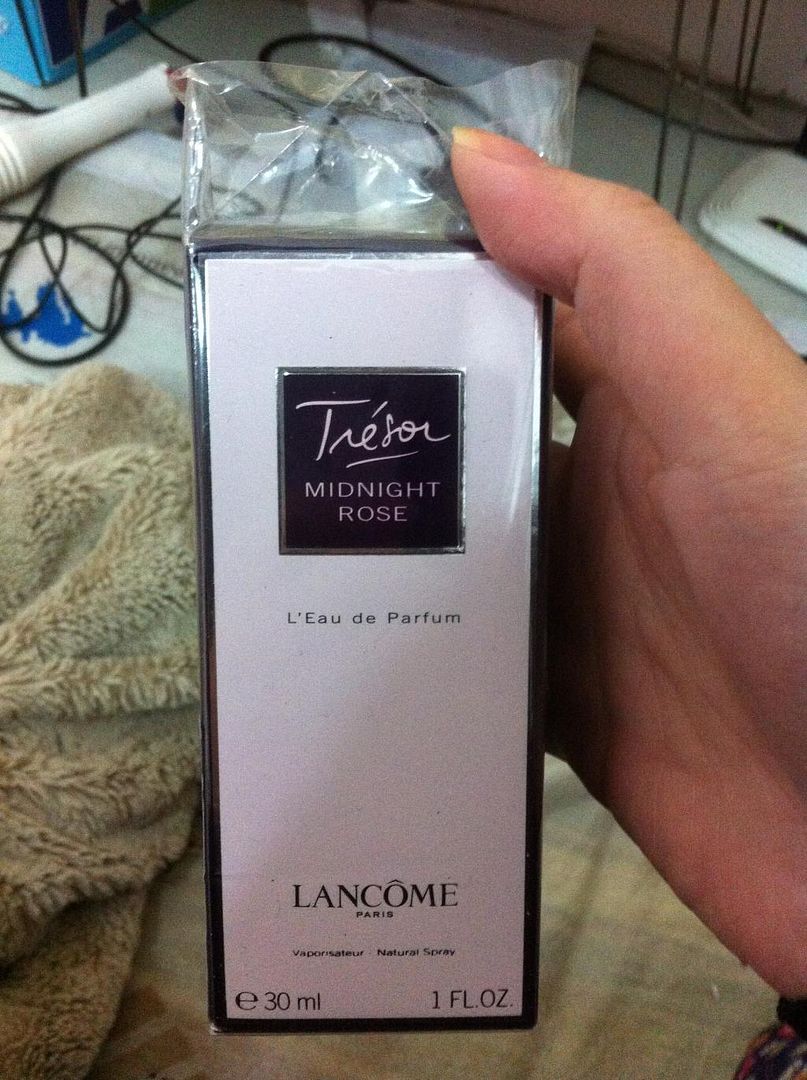 Trésor
MIDNIGHT
ROSE
L'Eau de Parfum
LANCÔME
PARIS
Vaporisateur - Natural Spray
℮ 30 ml 1 FL.OZ.